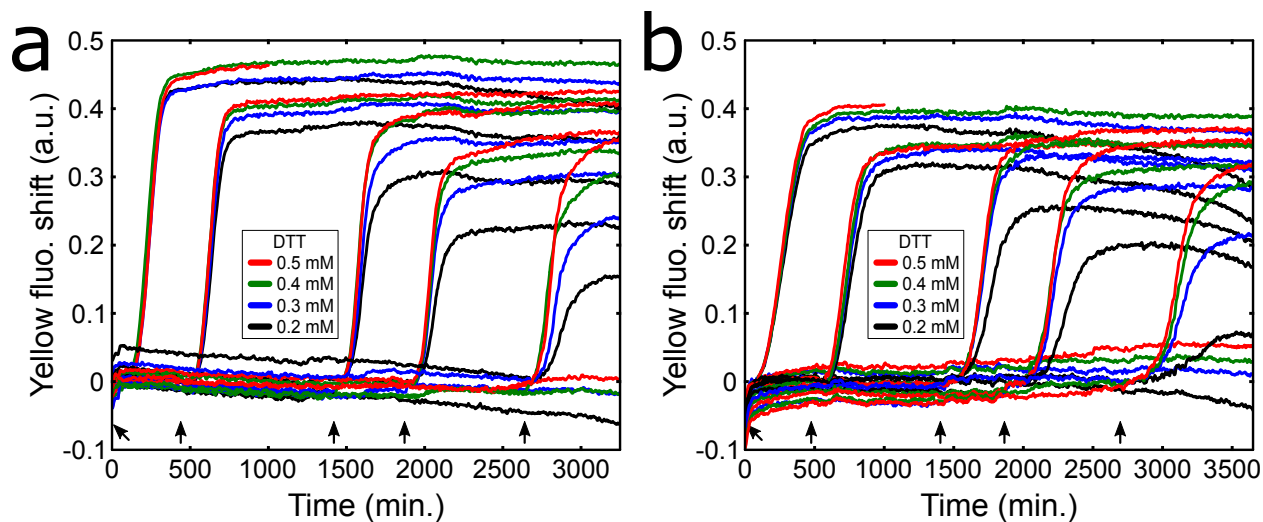 a
Yellow fluo. shift (a.u.)
0.5
0.4
0.3
0.2
0.1
0
-0.1
DTT
0.5 mM
0.4 mM
0.3 mM
0.2 mM
0 500 1000 1500 2000 2500 3000
Time (min.)
b
Yellow fluo. shift (a.u.)
0.5
0.4
0.3
0.2
0.1
0
-0.1
DTT
0.5 mM
0.4 mM
0.3 mM
0.2 mM
0 500 1000 1500 2000 2500 3000 3500
Time (min.)